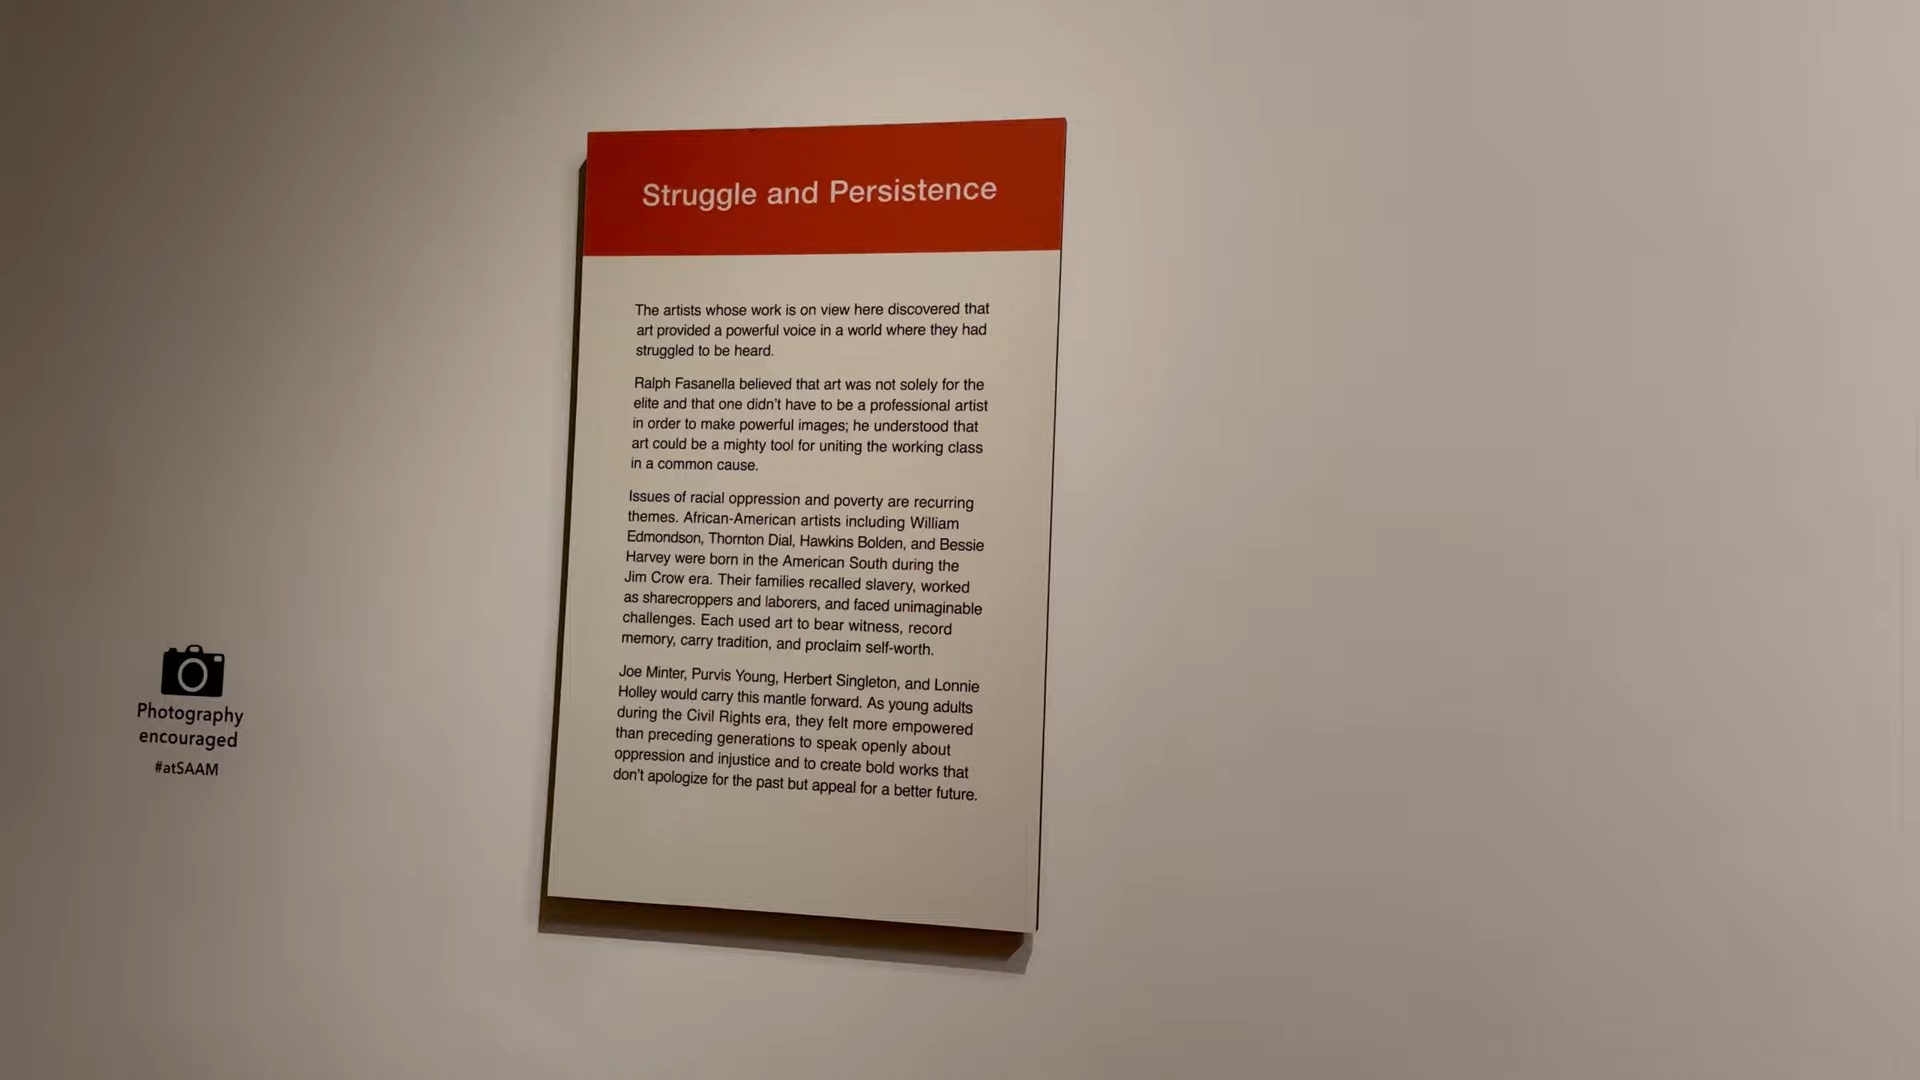 Struggle and Persistence
The artists whose work is on view here discovered that
art provided a powerful voice in a world where they had
struggled to be heard.
Ralph Fasanella believed that art was not solely for the
elite and that one didn't have to be a professional artist
in order to make powerful images; he understood that
art could be a mighty tool for uniting the working class
in a common cause.
Issues of racial oppression and poverty are recurring
themes. African-American artists including William
Edmondson, Thornton Dial, Hawkins Bolden, and Bessie
Harvey were born in the American South during the
Jim Crow era. Their families recalled slavery, worked
as sharecroppers and laborers, and faced unimaginable
challenges. Each used art to bear witness, record
memory, carry tradition, and proclaim self-worth.
Joe Minter, Purvis Young, Herbert Singleton, and Lonnie
Holley would carry this mantle forward. As young adults
during the Civil Rights era, they felt more empowered
than preceding generations to speak openly about
oppression and injustice and to create bold works that
don't apologize for the past but appeal for a better future.
Photography
encouraged
#atSAAM